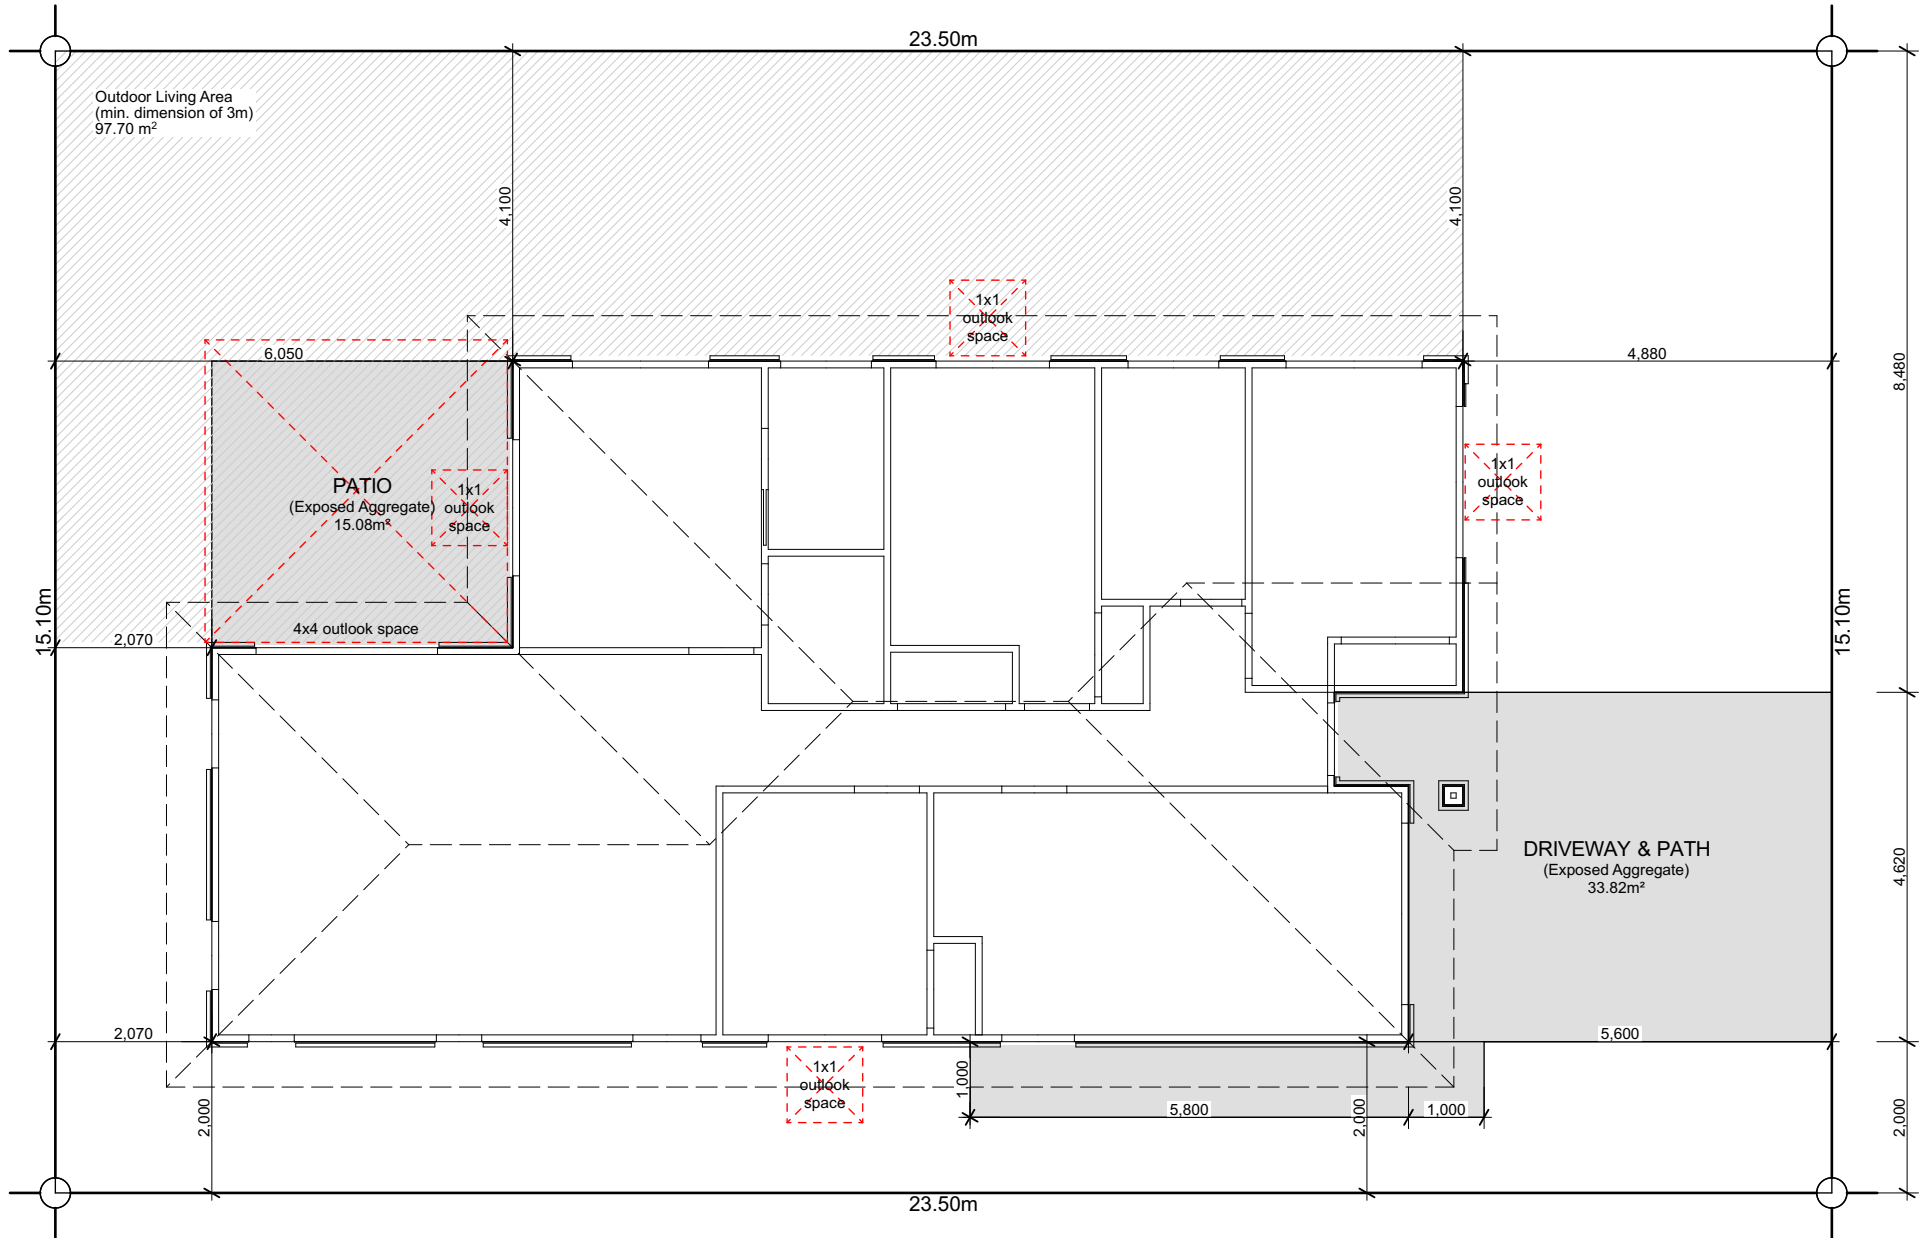 23.50m
Outdoor Living Area
(min. dimension of 3m)
97.70 m²
4,100
4,100
1x1
outlook
space
6,050
4,880
8,480
PATIO
(Exposed Aggregate)
15.08m²
1x1
outlook
space
1x1
outlook
space
15.10m
2,070
4x4 outlook space
15.10m
DRIVEWAY & PATH
(Exposed Aggregate)
33.82m²
4,620
2,070
5,600
1x1
outlook
space
1,000
2,000
5,800
2,000
1,000
2,000
23.50m